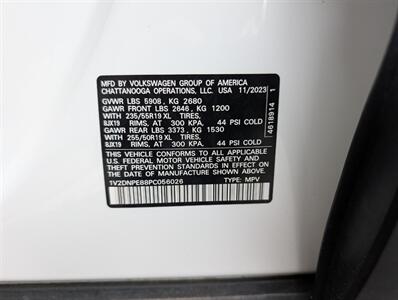 MFD BY VOLKSWAGEN GROUP OF AMERICA
CHATTANOOGA OPERATIONS, LLC. USA 11/2023
GVWR LBS 5908, KG 2680
GAWR FRONT LBS 2646, KG 1200
WITH 235/55R19 XL TIRES,
8JX19 RIMS, AT 300 KPA, 44 PSI COLD
GAWR REAR LBS 3373, KG 1530
WITH 255/50R19 XL TIRES,
8JX19 RIMS, AT 300 KPA, 44 PSI COLD
THIS VEHICLE CONFORMS TO ALL APPLICABLE
U.S. FEDERAL MOTOR VEHICLE SAFETY AND
THEFT PREVENTION STANDARDS IN EFFECT ON
THE DATE OF MANUFACTURE SHOWN ABOVE.
1V2DNPE88PC056026 TYPE: MPV
4618914 1